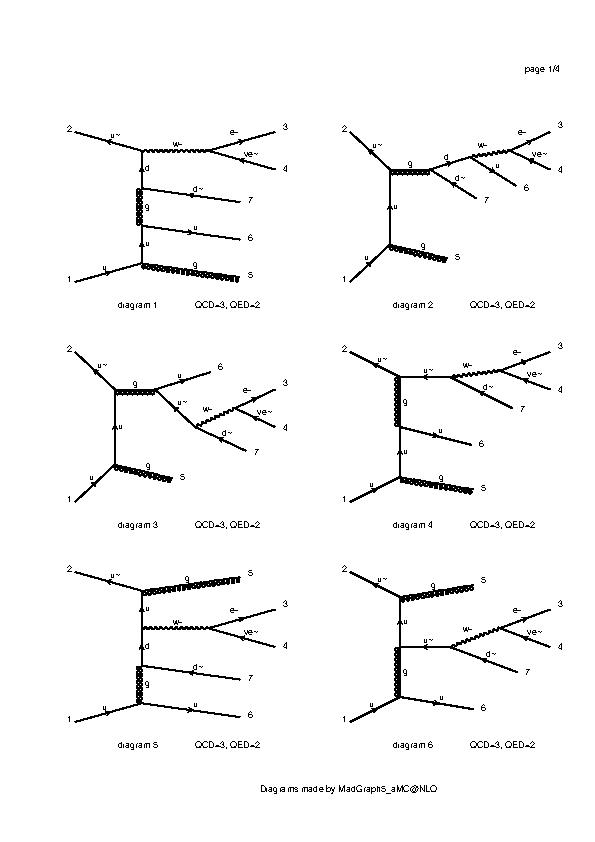 page 1/4
2 u~ w- e- 3
ve~ 4
d
d~ 7
g
u 6
u
1 u g 5
diagram 1 QCD=3, QED=2
2 u~ g d w- e- 3
ve~ 4
u 6
d~ 7
u
g 5
1 u
diagram 2 QCD=3, QED=2
2 u~ g u 6
u~ w- e- 3
ve~ 4
d~ 7
u
g 5
1 u
diagram 3 QCD=3, QED=2
2 u~ u~ w- e- 3
ve~ 4
d~ 7
g
u 6
u
1 u g 5
diagram 4 QCD=3, QED=2
2 u~ g 5
u
w- e- 3
ve~ 4
d
d~ 7
g
1 u u 6
diagram 5 QCD=3, QED=2
2 u~ g 5
u
u~ w- e- 3
ve~ 4
d~ 7
g
1 u u 6
diagram 6 QCD=3, QED=2
Diagrams made by MadGraph5_aMC@NLO